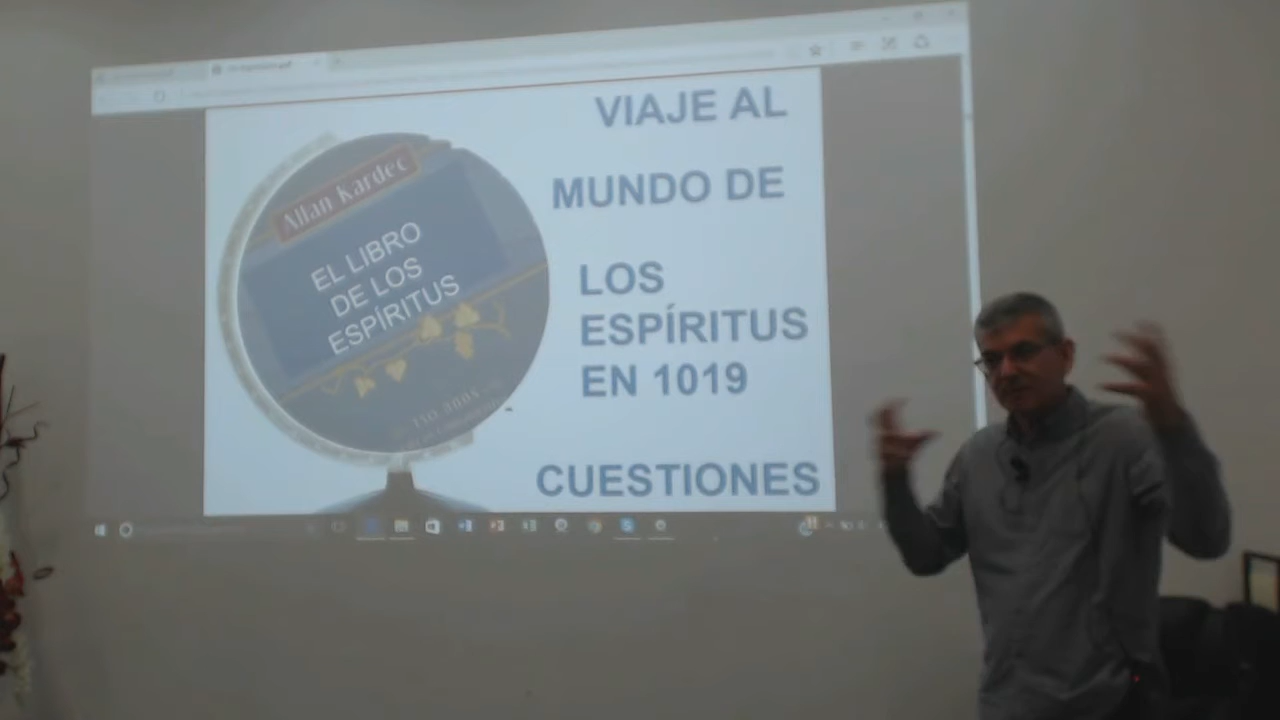 Allan Kardec
EL LIBRO
DE LOS
ESPÍRITUS
VIAJE AL
MUNDO DE
LOS
ESPÍRITUS
EN 1019
CUESTIONES